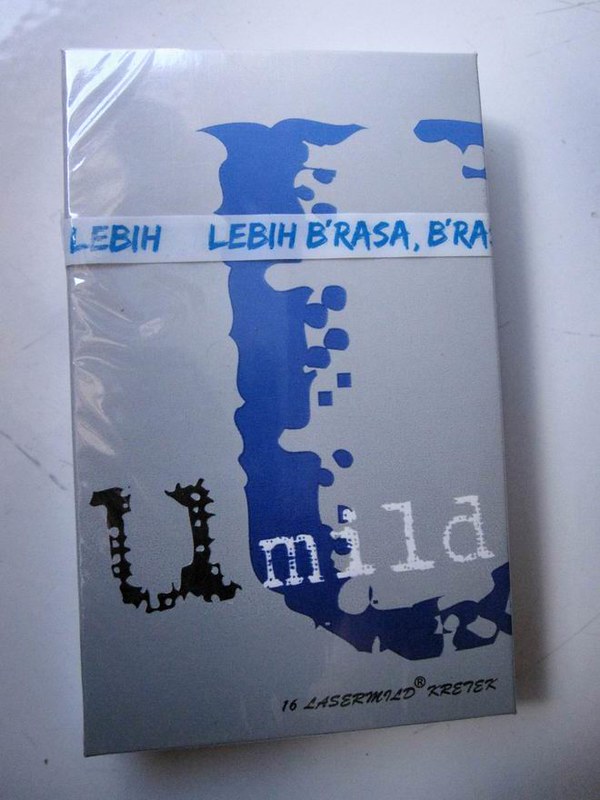 LEBIH LEBIH B'RASA, B'RA
U mild
16 LASERMILD® KRETEK